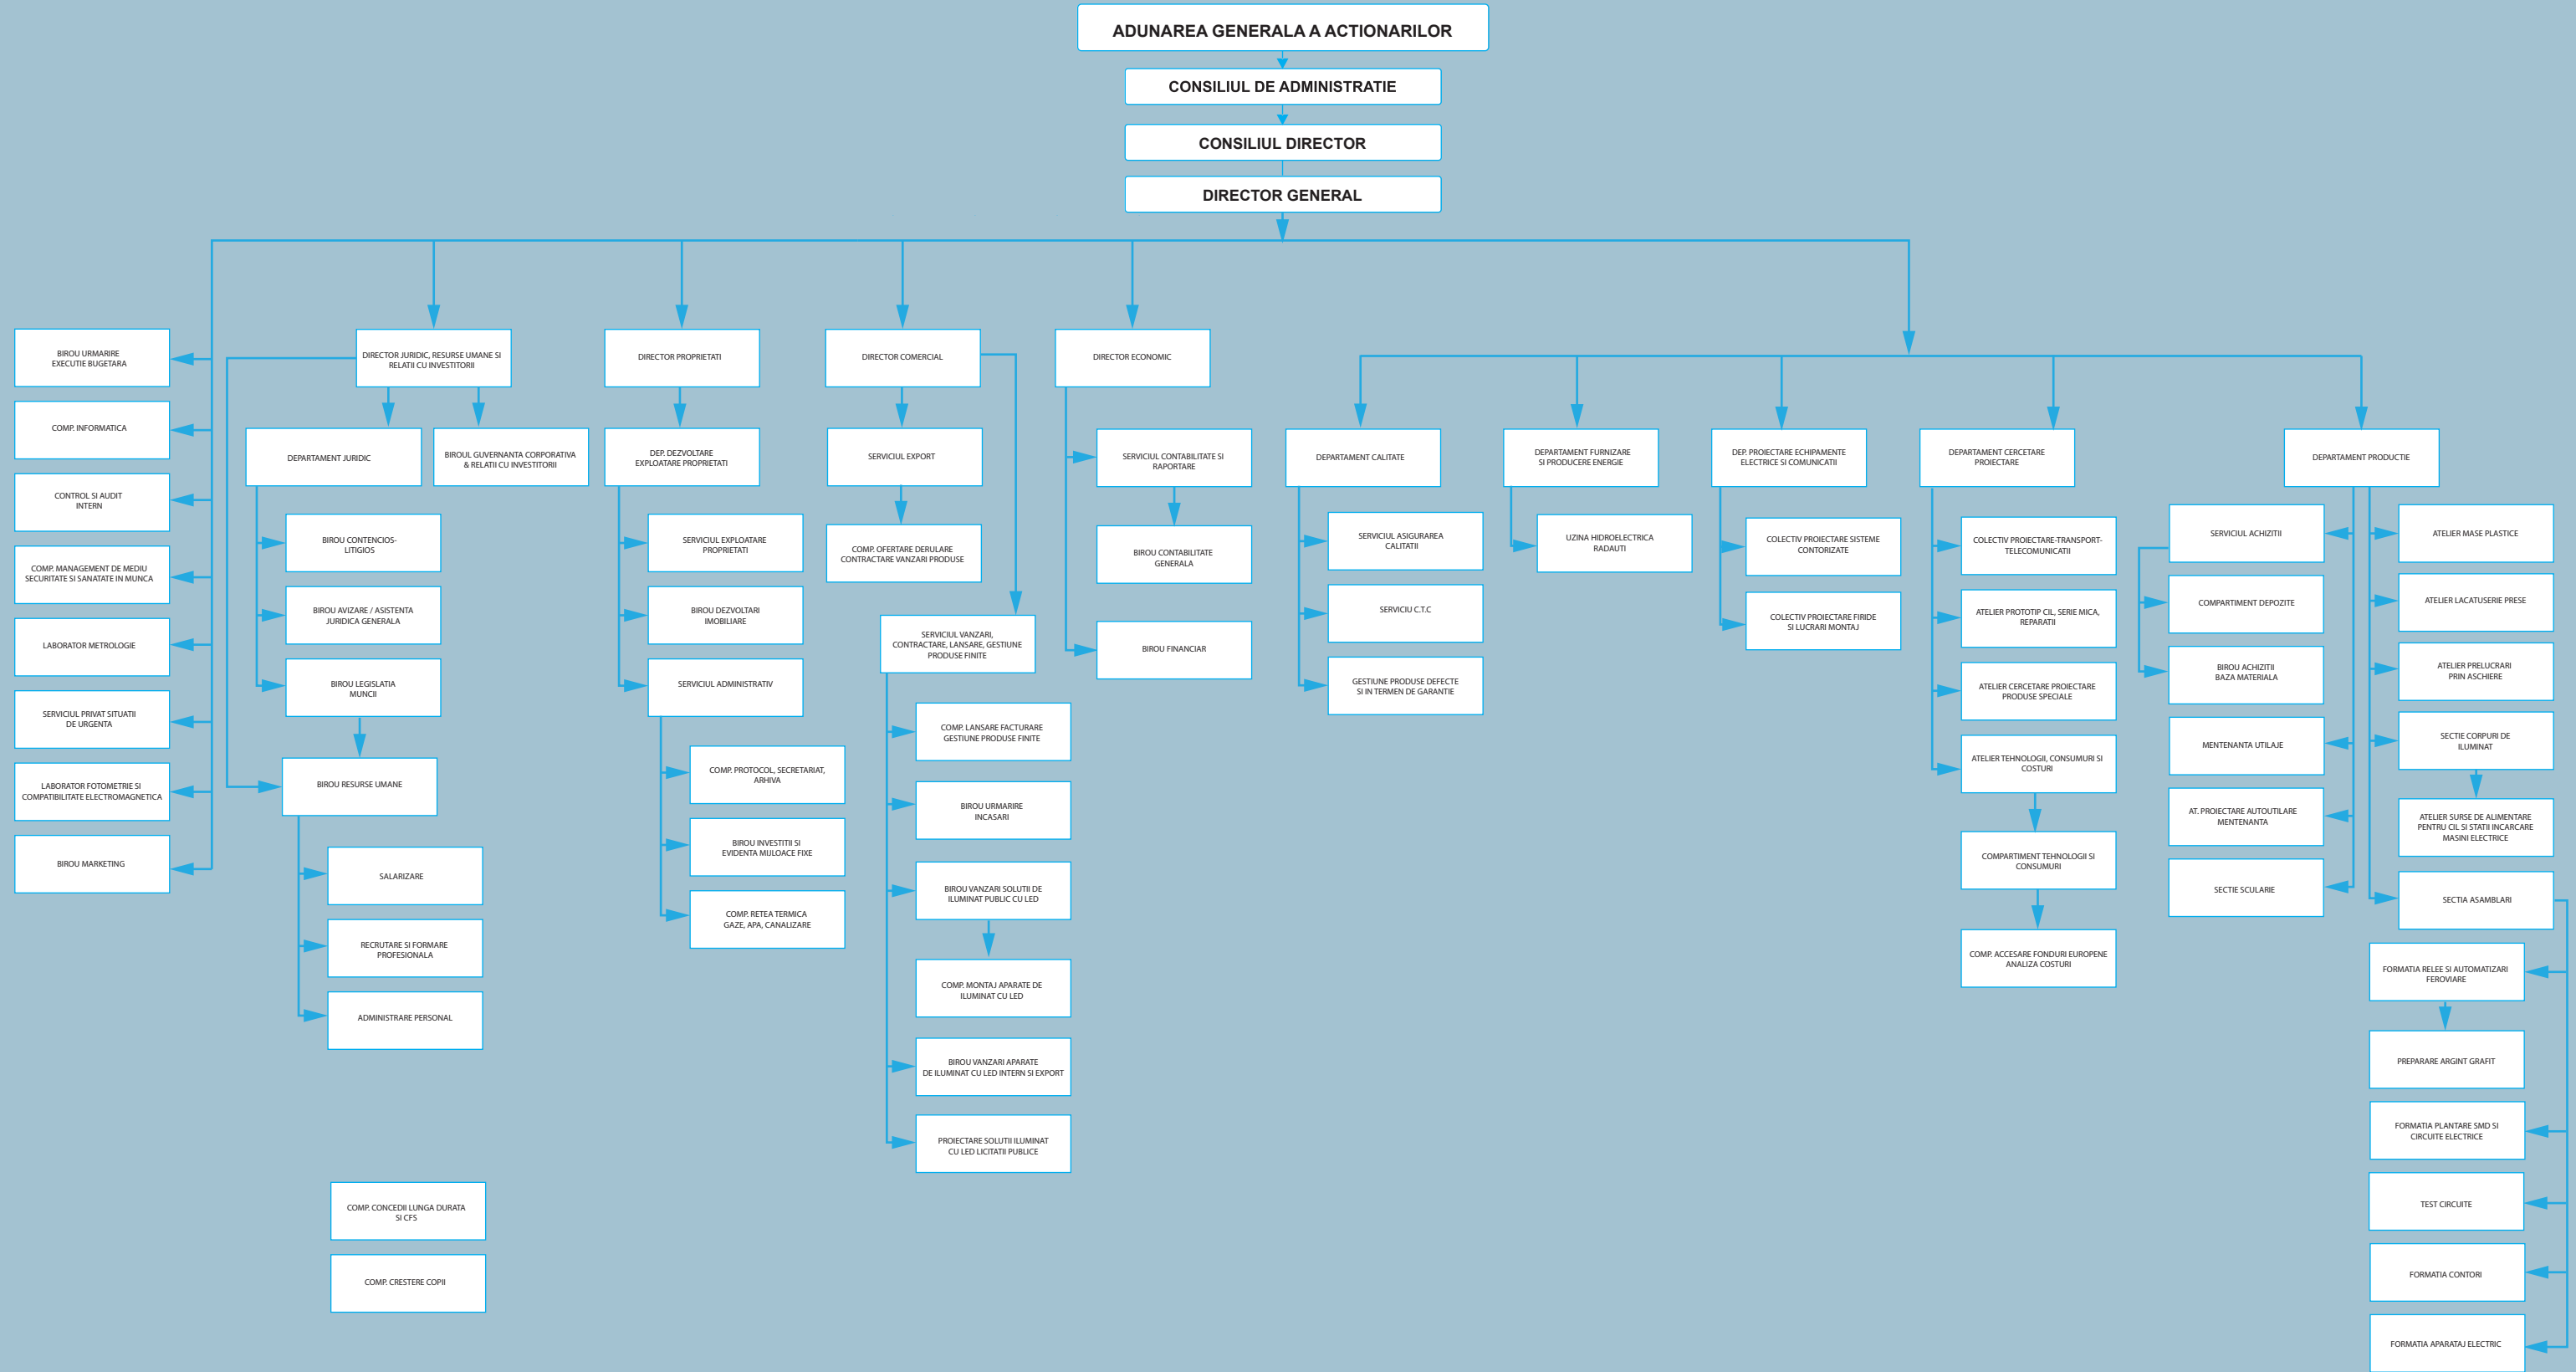 ADUNAREA GENERALA A ACTIONARILOR
CONSILIUL DE ADMINISTRATIE
CONSILIUL DIRECTOR
DIRECTOR GENERAL
BIROU URMARIRE
EXECUTIE BUGETARA
COMP. INFORMATICA
CONTROL SI AUDIT
INTERN
COMP. MANAGEMENT DE MEDIU
SECURITATE SI SANATATE IN MUNCA
LABORATOR METROLOGIE
SERVICIUL PRIVAT SITUATII
DE URGENTA
LABORATOR FOTOMETRIE SI
COMPATIBILITATE ELECTROMAGNETICA
BIROU MARKETING
DIRECTOR JURIDIC, RESURSE UMANE SI
RELATII CU INVESTITORII
DEPARTAMENT JURIDIC
BIROUL GUVERNANTA CORPORATIVA
& RELATII CU INVESTITORII
BIROU CONTENCIOS-
LITIGIOS
BIROU AVIZARE / ASISTENTA
JURIDICA GENERALA
BIROU LEGISLATIA
MUNCII
BIROU RESURSE UMANE
SALARIZARE
RECRUTARE SI FORMARE
PROFESIONALA
ADMINISTRARE PERSONAL
COMP. CONCEDII LUNGA DURATA
SI CFS
COMP. CRESTERE COPII
DIRECTOR PROPRIETATI
DEP. DEZVOLTARE
EXPLOATARE PROPRIETATI
SERVICIUL EXPLOATARE
PROPRIETATI
BIROU DEZVOLTARI
IMOBILIARE
SERVICIUL ADMINISTRATIV
COMP. PROTOCOL, SECRETARIAT,
ARHIVA
BIROU INVESTITII SI
EVIDENTA MULOACE FIXE
COMP. RETEA TERMICA
GAZE, APA, CANALIZARE
DIRECTOR COMERCIAL
SERVICIUL EXPORT
COMP. OFERTARE DERULARE
CONTRACTARE VANZARI PRODUSE
SERVICIUL VANZARI,
CONTRACTARE, LANSARE, GESTIUNE
PRODUSE FINITE
COMP. LANSARE FACTURARE
GESTIUNE PRODUSE FINITE
BIROU URMARIRE
INCASARI
BIROU VANZARI SOLUTII DE
ILUMINAT PUBLIC CU LED
COMP. MONTAJ APARATE DE
ILUMINAT CU LED
BIROU VANZARI APARATE
DE ILUMINAT CU LED INTERN SI EXPORT
PROIECTARE SOLUTII ILUMINAT
CU LED LICITATII PUBLICE
DIRECTOR ECONOMIC
SERVICIUL CONTABILITATE SI
RAPORTARE
BIROU CONTABILITATE
GENERALA
BIROU FINANCIAR
DEPARTAMENT CALITATE
SERVICIUL ASIGURAREA
CALITATII
SERVICIU C.T.C
GESTIUNE PRODUSE DEFECTE
SI IN TERMEN DE GARANTIE
DEPARTAMENT FURNIZARE
SI PRODUCERE ENERGIE
UZINA HIDROELECTRICA
RADAUTI
DEP. PROIECTARE ECHIPAMENTE
ELECTRICE SI COMUNICATII
COLECTIV PROIECTARE SISTEME
CONTORIZATE
COLECTIV PROIECTARE FIRIDE
SI LUCRARI MONTAJ
DEPARTAMENT CERCETARE
PROIECTARE
COLECTIV PROIECTARE-TRANSPORT-
TELECOMUNICATII
ATELIER PROTOTIP CIL, SERIE MICA,
REPARATII
ATELIER CERCETARE PROIECTARE
PRODUSE SPECIALE
ATELIER TEHNOLOGII, CONSUMURI SI
COSTURI
COMPARTIMENT TEHNOLOGII SI
CONSUMURI
COMP. ACCESARE FONDURI EUROPENE
ANALIZA COSTURI
DEPARTAMENT PRODUCTIE
SERVICIUL ACHIZITII
COMPARTIMENT DEPOZITE
BIROU ACHIZITII
BAZA MATERIALA
MENTENANTA UTILAJE
AT. PROIECTARE AUTOUTILARE
MENTENANTA
SECTIE SCULARIE
ATELIER MASE PLASTICE
ATELIER LACATUSERIE PRESE
ATELIER PRELUCRARI
PRIN ASCHIERE
SECTIE CORPURI DE
ILUMINAT
ATELIER SURSE DE ALIMENTARE
PENTRU CIL SI STATII INCARCARE
MASINI ELECTRICE
SECTIA ASAMBLARI
FORMATIA RELEE SI AUTOMATIZARI
FEROVIARE
PREPARARE ARGINT GRAFIT
FORMATIA PLANTARE SMD SI
CIRCUITE ELECTRICE
TEST CIRCUITE
FORMATIA CONTORI
FORMATIA APARATAJ ELECTRIC